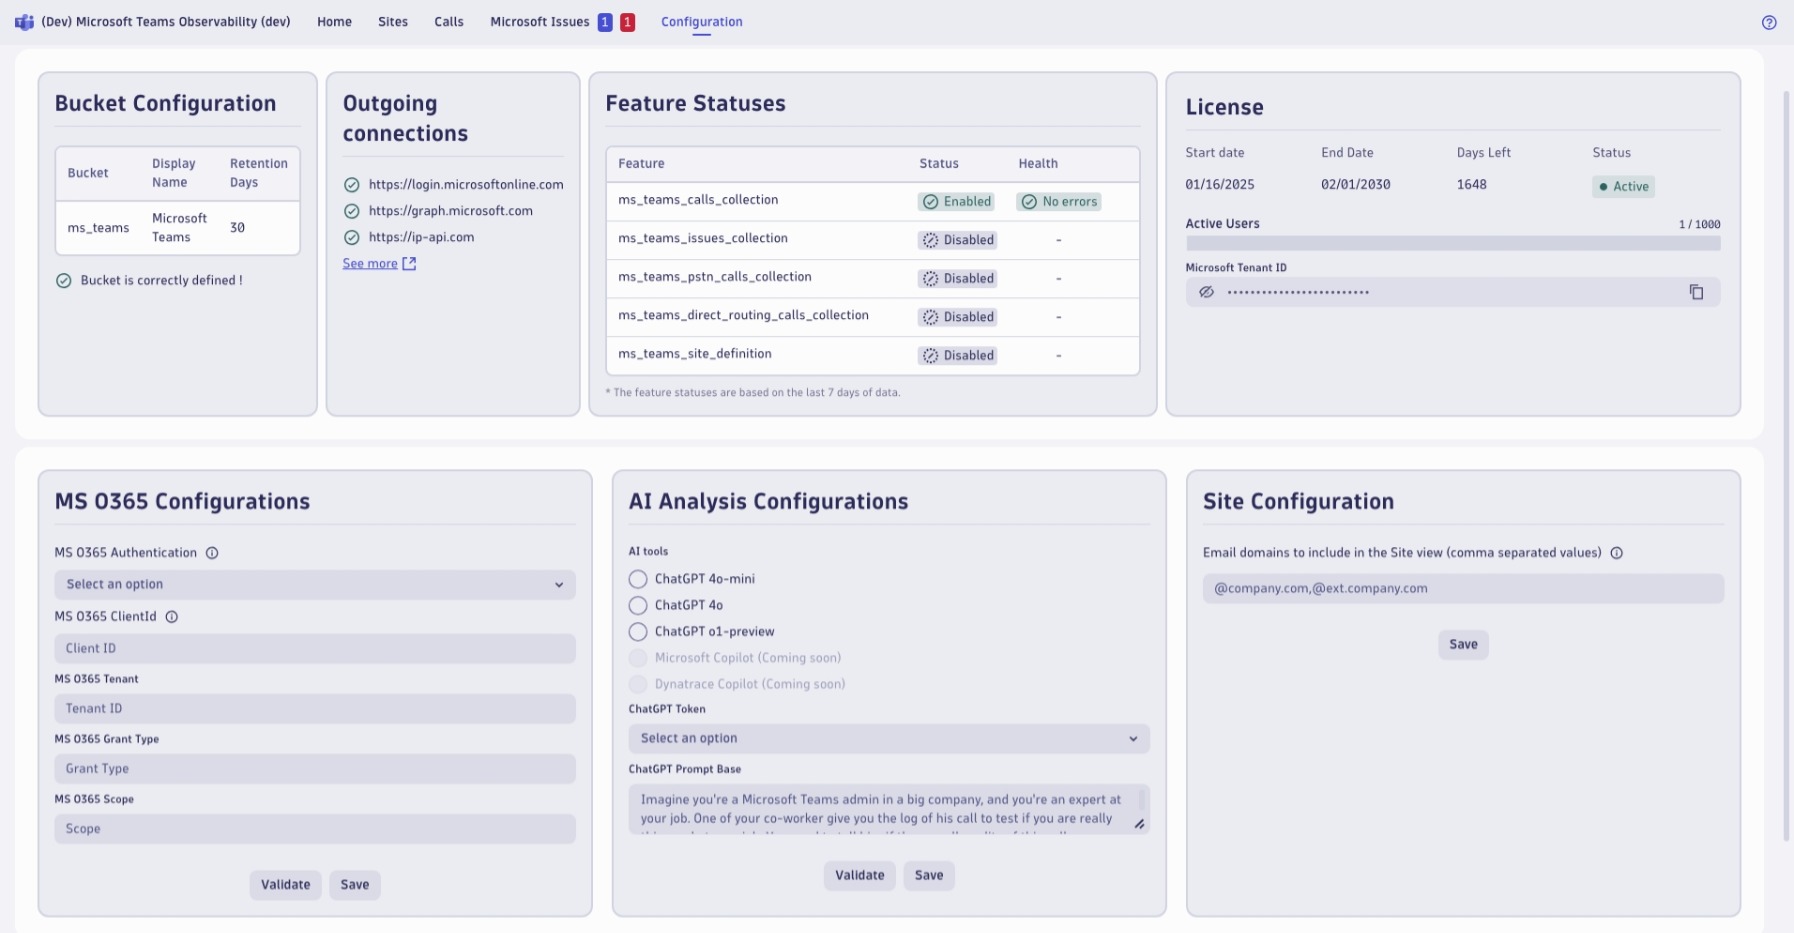 (Dev) Microsoft Teams Observability (dev) Home Sites Calls Microsoft Issues 1 1 Configuration
Bucket Configuration
Bucket Display Name Retention Days
ms_teams Microsoft Teams 30
Bucket is correctly defined !
Outgoing
connections
https://login.microsoftonline.com
https://graph.microsoft.com
https://ip-api.com
See more
Feature Statuses
Feature Status Health
ms_teams_calls_collection Enabled No errors
ms_teams_issues_collection Disabled -
ms_teams_pstn_calls_collection Disabled -
ms_teams_direct_routing_calls_collection Disabled -
ms_teams_site_definition Disabled -
* The feature statuses are based on the last 7 days of data.
License
Start date End Date Days Left Status
01/16/2025 02/01/2030 1648 Active
Active Users 1 / 1000
Microsoft Tenant ID
•••••••••••••••••••••••••
MS O365 Configurations
MS O365 Authentication
Select an option
MS O365 ClientId
Client ID
MS O365 Tenant
Tenant ID
MS O365 Grant Type
Grant Type
MS O365 Scope
Scope
Validate Save
AI Analysis Configurations
AI tools
ChatGPT 4o-mini
ChatGPT 4o
ChatGPT o1-preview
Microsoft Copilot (Coming soon)
Dynatrace Copilot (Coming soon)
ChatGPT Token
Select an option
ChatGPT Prompt Base
Imagine you're a Microsoft Teams admin in a big company, and you're an expert at
your job. One of your co-worker give you the log of his call to test if you are really
Validate Save
Site Configuration
Email domains to include in the Site view (comma separated values)
@company.com,@ext.company.com
Save